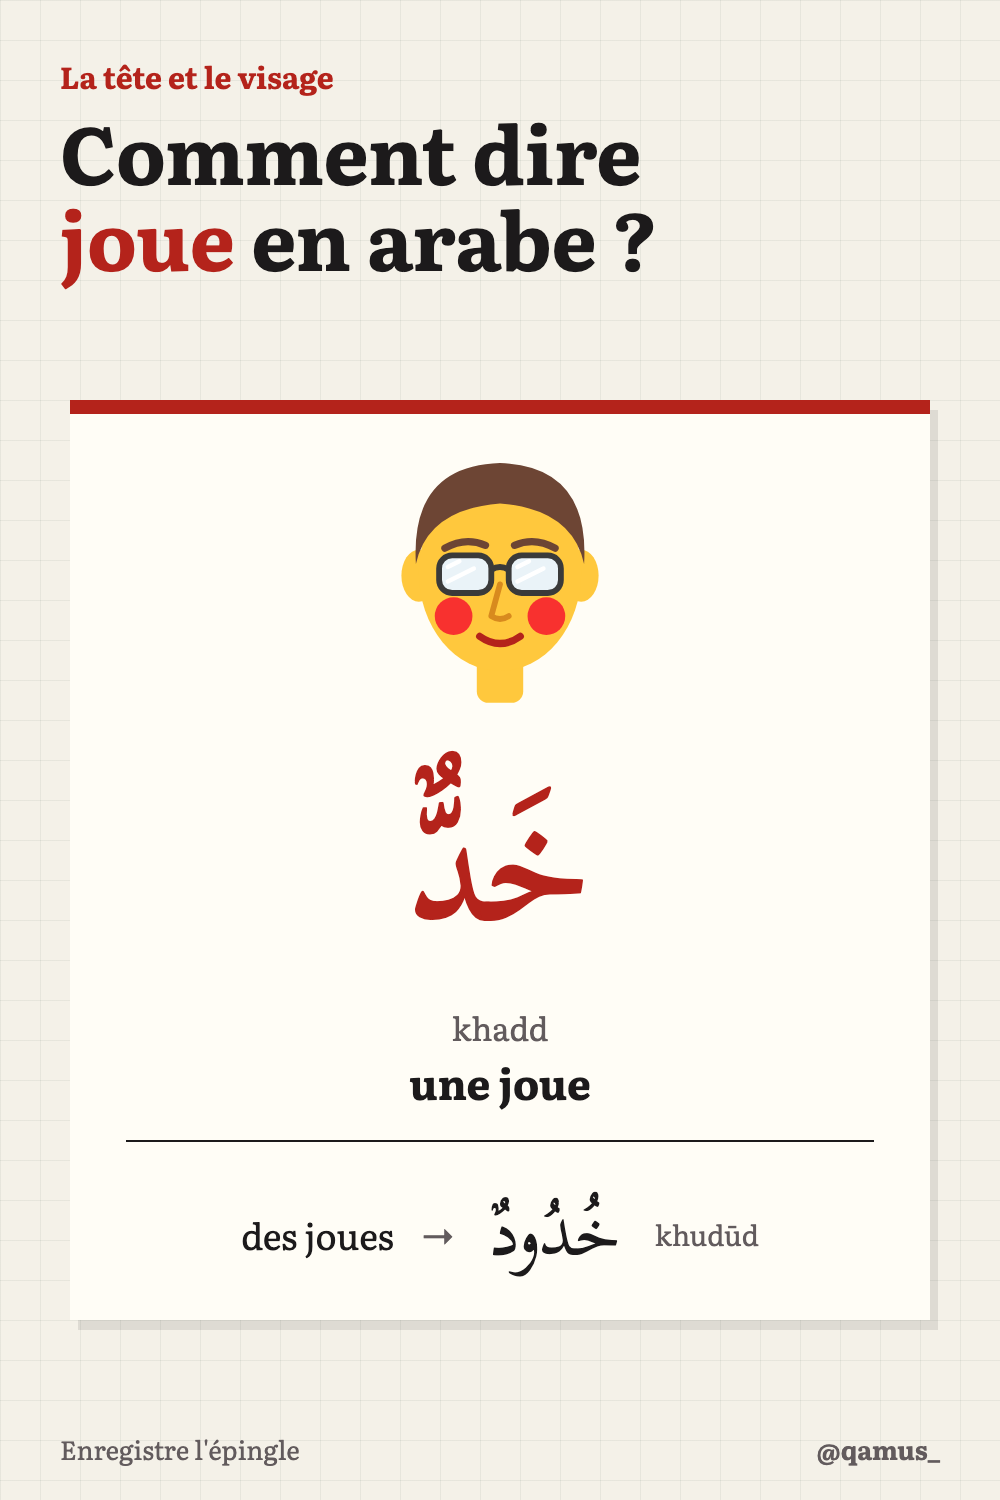 La tête et le visage
Comment dire
joue en arabe ?
خَدٌّ
khadd
une joue
des joues → خُدُودٌ khudūd
Enregistre l'épingle
@qamus_